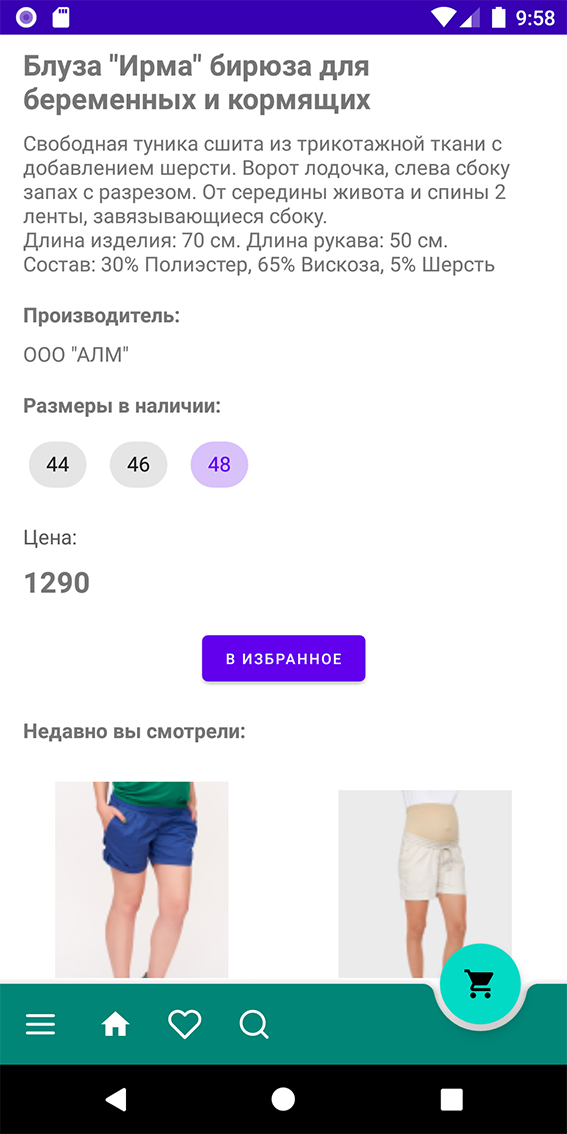 9:58
Блуза "Ирма" бирюза для
беременных и кормящих
Свободная туника сшита из трикотажной ткани с
добавлением шерсти. Ворот лодочка, слева сбоку
запах с разрезом. От середины живота и спины 2
ленты, завязывающиеся сбоку.
Длина изделия: 70 см. Длина рукава: 50 см.
Состав: 30% Полиэстер, 65% Вискоза, 5% Шерсть
Производитель:
ООО "АЛМ"
Размеры в наличии:
44 46 48
Цена:
1290
В ИЗБРАННОЕ
Недавно вы смотрели: